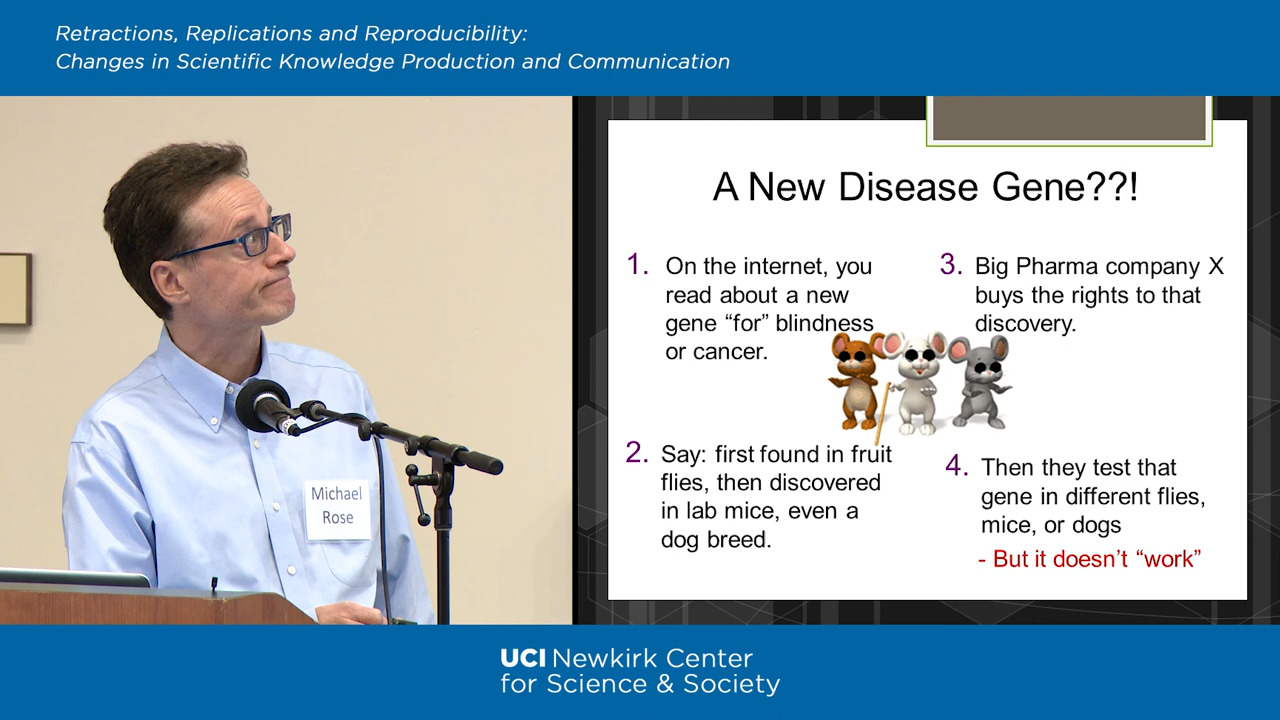 Retractions, Replications and Reproducibility:
Changes in Scientific Knowledge Production and Communication
Michael
Rose
A New Disease Gene??!
1. On the internet, you
read about a new
gene “for” blindness
or cancer.
2. Say: first found in fruit
flies, then discovered
in lab mice, even a
dog breed.
3. Big Pharma company X
buys the rights to that
discovery.
4. Then they test that
gene in different flies,
mice, or dogs
- But it doesn’t “work”
UCI Newkirk Center
for Science & Society